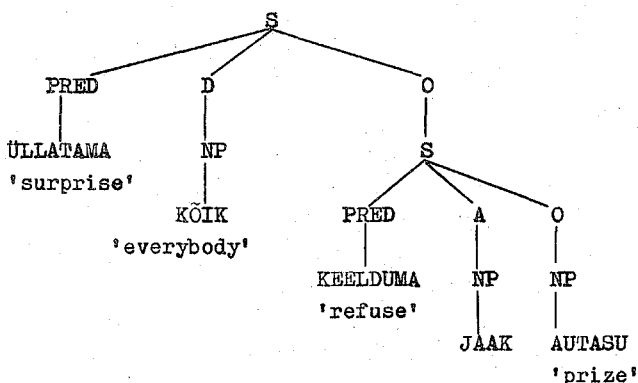 S
PRED D O
ÜLLATAMA NP S
'surprise'
KÕIK PRED A O
'everybody'
KEELDUMA NP NP
'refuse'
JAAK AUTASU
'prize'